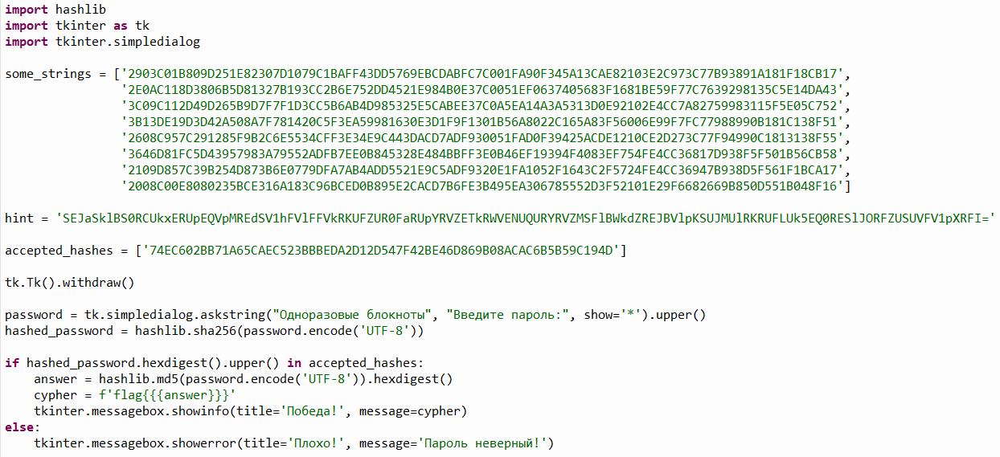 import hashlib
import tkinter as tk
import tkinter.simpledialog
some_strings = ['2903C01B809D251E82307D1079C1BAFF43DD5769EBCDABFC7C001FA90F345A13CAE82103E2C973C77B93891A181F18CB17',
'2E0AC118D3806B5D81327B193CC2B6E752DD4521E984B0E37C0051EF0637405683F1681BE59F77C7639298135C5E14DA43',
'3C09C112D49D265B9D7F7F1D3CC5B6AB4D985325E5CABEE37C0A5EA14A3A5313D0E92102E4CC7A82759983115F5E05C752',
'3B13DE19D3D42A508A7F781420C5F3EA59981630E3D1F9F1301B56A8022C165A83F56006E99F7FC77988990B181C138F51',
'2608C957C291285F9B2C6E5534CFF3E34E9C443DACD7ADF930051FAD0F39425ACDE1210CE2D273C77F94990C1813138F55',
'3646D81FC5D43957983A79552ADFB7EE0B845328E484BBFF3E0B46EF19394F4083EF754FE4CC36817D938F5F501B56CB58',
'2109D857C39B254D873B6E0779DFA7AB4ADD5521E9C5ADF9320E1FA1052F1643C2F5724FE4CC36947B938D5F561F1BCA17',
'2008C00E8080235BCE316A183C96BCED0B895E2CACD7B6FE3B495EA306785552D3F52101E29F6682669B850D551B048F16']
hint = 'SEJaSklBS0RCUkxERUpEQVpMREdSV1hFVlFFVkRKUFZUR0FaRUpYRVZETkRWVENUQURYRVZMSFlBWkdZREJBVlpKSUJMUlRKRUFLUk5EQ0RESlJORFZUSUVFV1pXRFI='
accepted_hashes = ['74EC602BB71A65CAEC523BBBEDA2D12D547F42BE46D869B08ACAC6B5B59C194D']
tk.Tk().withdraw()
password = tk.simpledialog.askstring("Одноразовые блокноты", "Введите пароль:", show='*').upper()
hashed_password = hashlib.sha256(password.encode('UTF-8'))
if hashed_password.hexdigest().upper() in accepted_hashes:
answer = hashlib.md5(password.encode('UTF-8')).hexdigest()
cypher = f'flag{{{answer}}}'
tkinter.messagebox.showinfo(title='Победа!', message=cypher)
else:
tkinter.messagebox.showerror(title='Плохо!', message='Пароль неверный!')